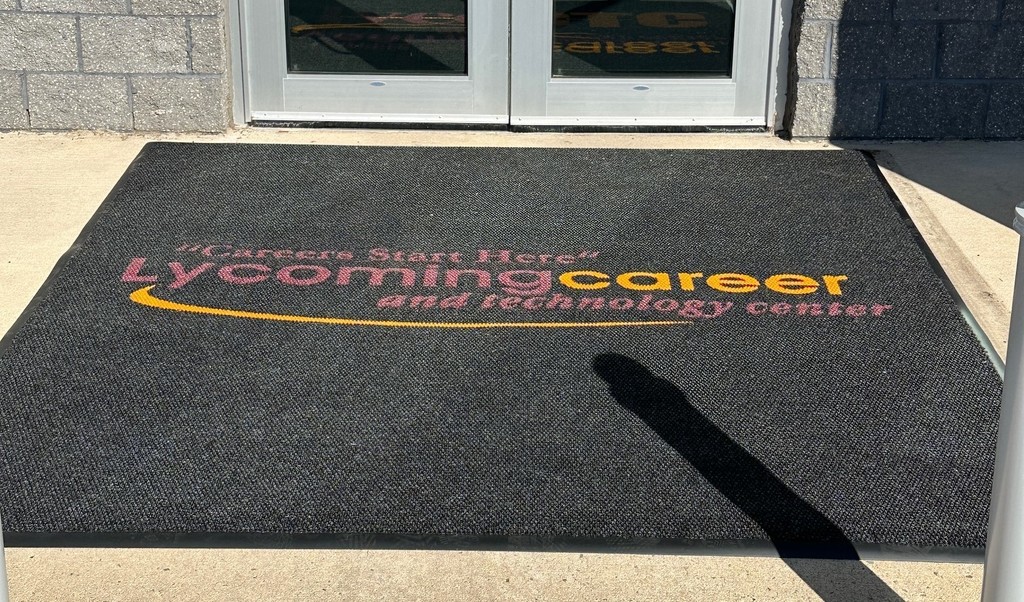 "Careers Start Here"
Lycomingcareer
and technology center